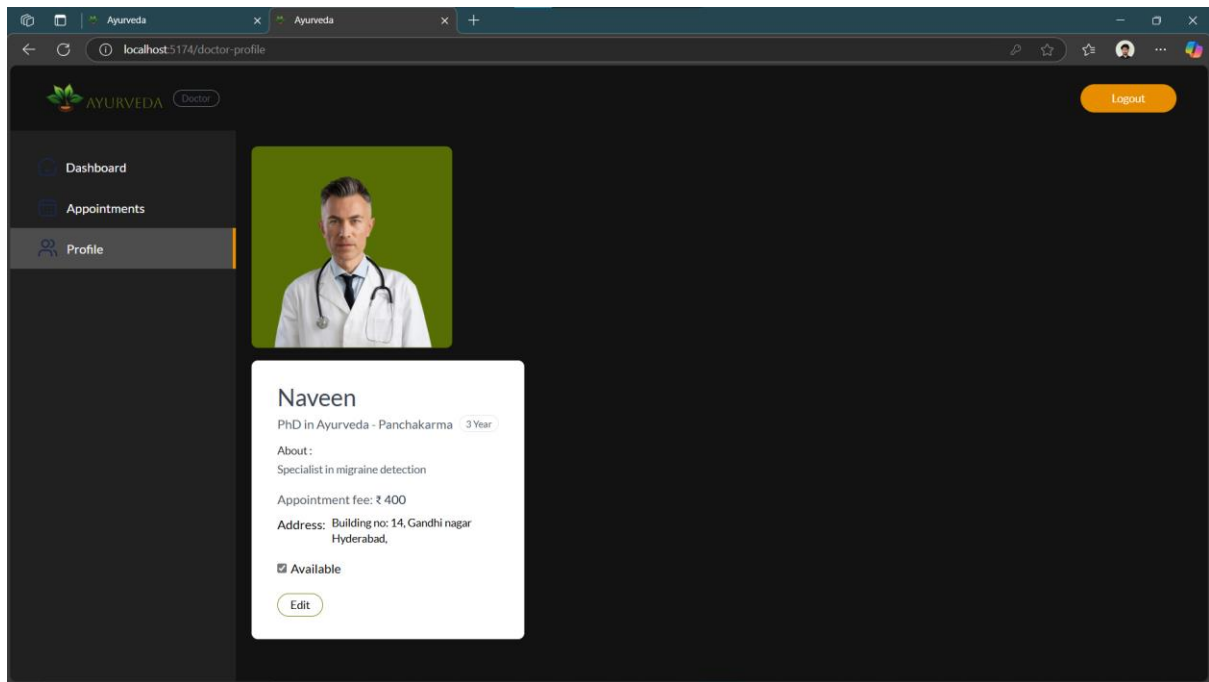 Ayurveda
Ayurveda
localhost:5174/doctor-profile
AYURVEDA Doctor
Logout
Dashboard
Appointments
Profile
Naveen
PhD in Ayurveda - Panchakarma 3 Year
About :
Specialist in migraine detection
Appointment fee: ₹ 400
Address: Building no: 14, Gandhi nagar
Hyderabad,
Available
Edit